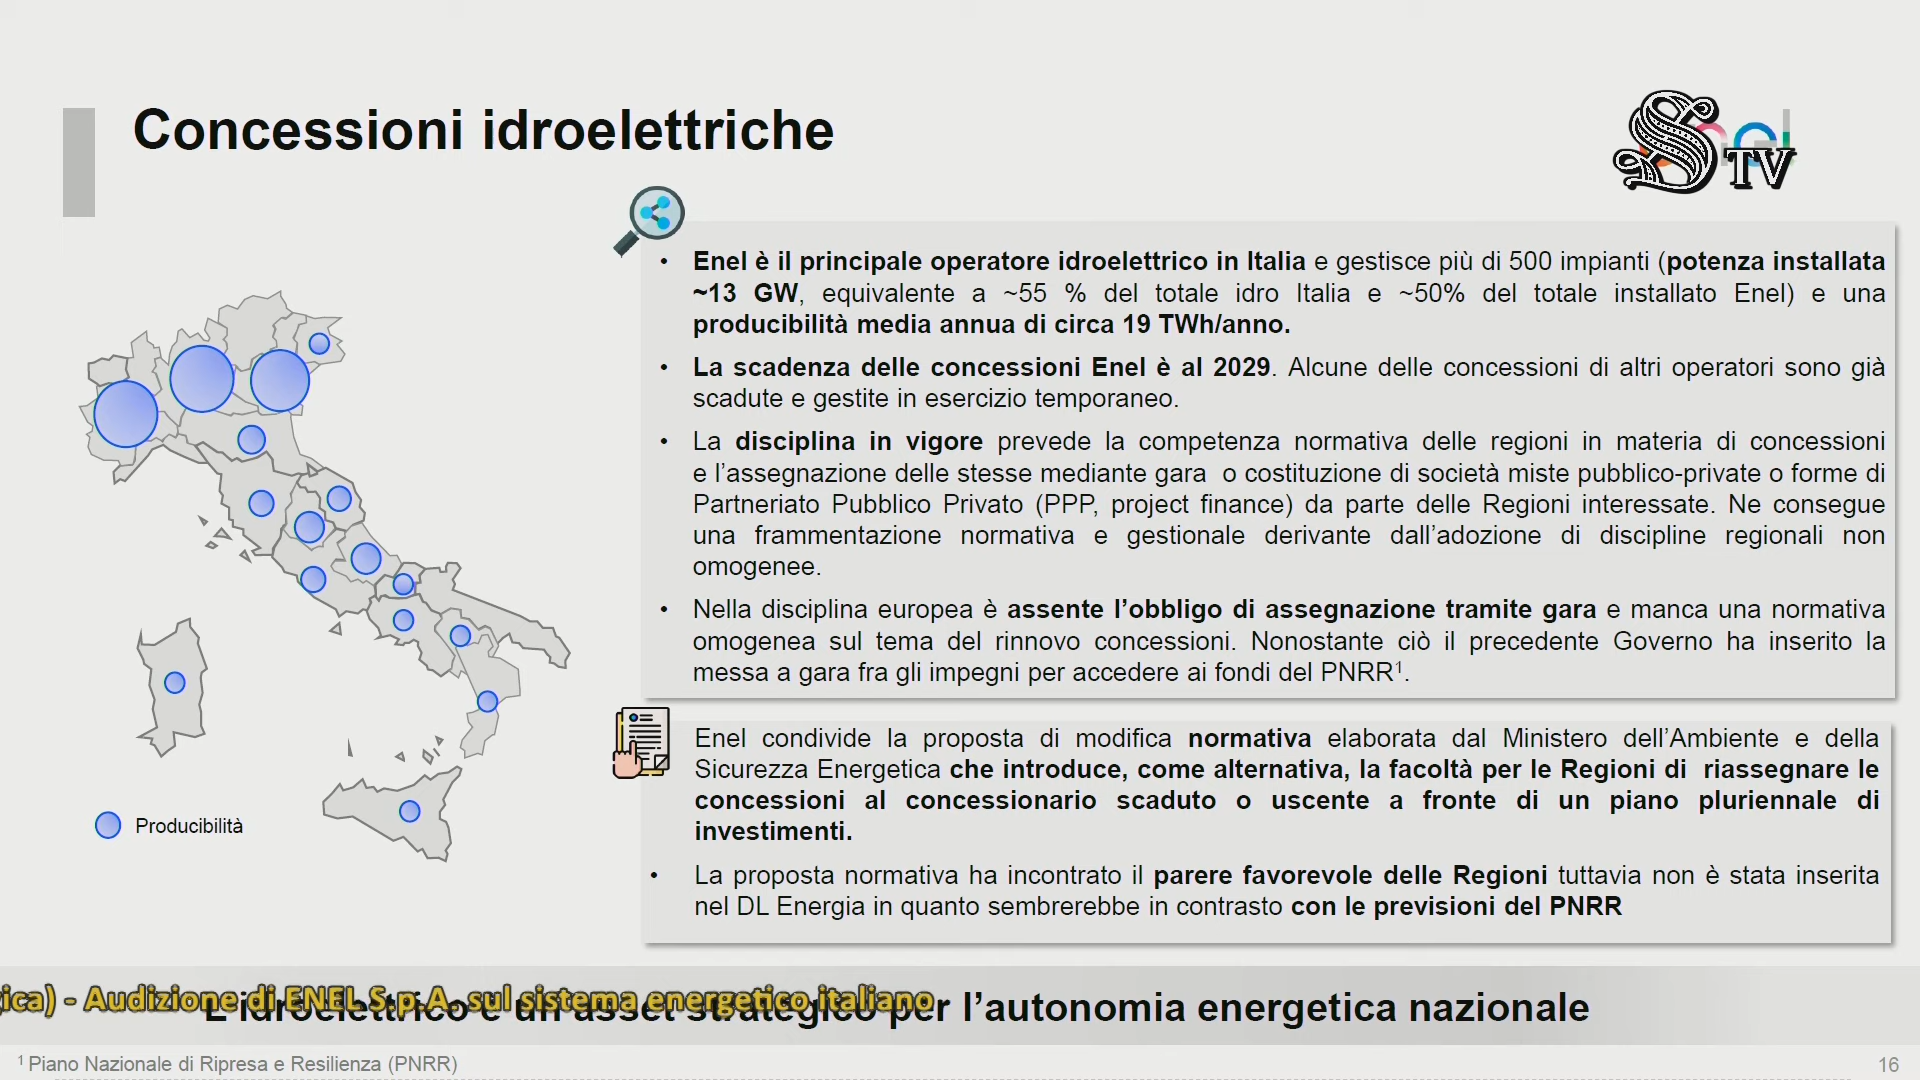 Concessioni idroelettriche
S TV
• Enel è il principale operatore idroelettrico in Italia e gestisce più di 500 impianti (potenza installata
~13 GW, equivalente a ~55 % del totale idro Italia e ~50% del totale installato Enel) e una
producibilità media annua di circa 19 TWh/anno.
• La scadenza delle concessioni Enel è al 2029. Alcune delle concessioni di altri operatori sono già
scadute e gestite in esercizio temporaneo.
• La disciplina in vigore prevede la competenza normativa delle regioni in materia di concessioni
e l’assegnazione delle stesse mediante gara o costituzione di società miste pubblico-private o forme di
Partneriato Pubblico Privato (PPP, project finance) da parte delle Regioni interessate. Ne consegue
una frammentazione normativa e gestionale derivante dall’adozione di discipline regionali non
omogenee.
• Nella disciplina europea è assente l’obbligo di assegnazione tramite gara e manca una normativa
omogenea sul tema del rinnovo concessioni. Nonostante ciò il precedente Governo ha inserito la
messa a gara fra gli impegni per accedere ai fondi del PNRR¹.
Enel condivide la proposta di modifica normativa elaborata dal Ministero dell’Ambiente e della
Sicurezza Energetica che introduce, come alternativa, la facoltà per le Regioni di riassegnare le
concessioni al concessionario scaduto o uscente a fronte di un piano pluriennale di
investimenti.
• La proposta normativa ha incontrato il parere favorevole delle Regioni tuttavia non è stata inserita
nel DL Energia in quanto sembrerebbe in contrasto con le previsioni del PNRR
Producibilità
ica) - Audizione di ENEL S.p.A. sul sistema energetico italiano
L’idroelettrico è un asset strategico per l’autonomia energetica nazionale
¹ Piano Nazionale di Ripresa e Resilienza (PNRR)
16